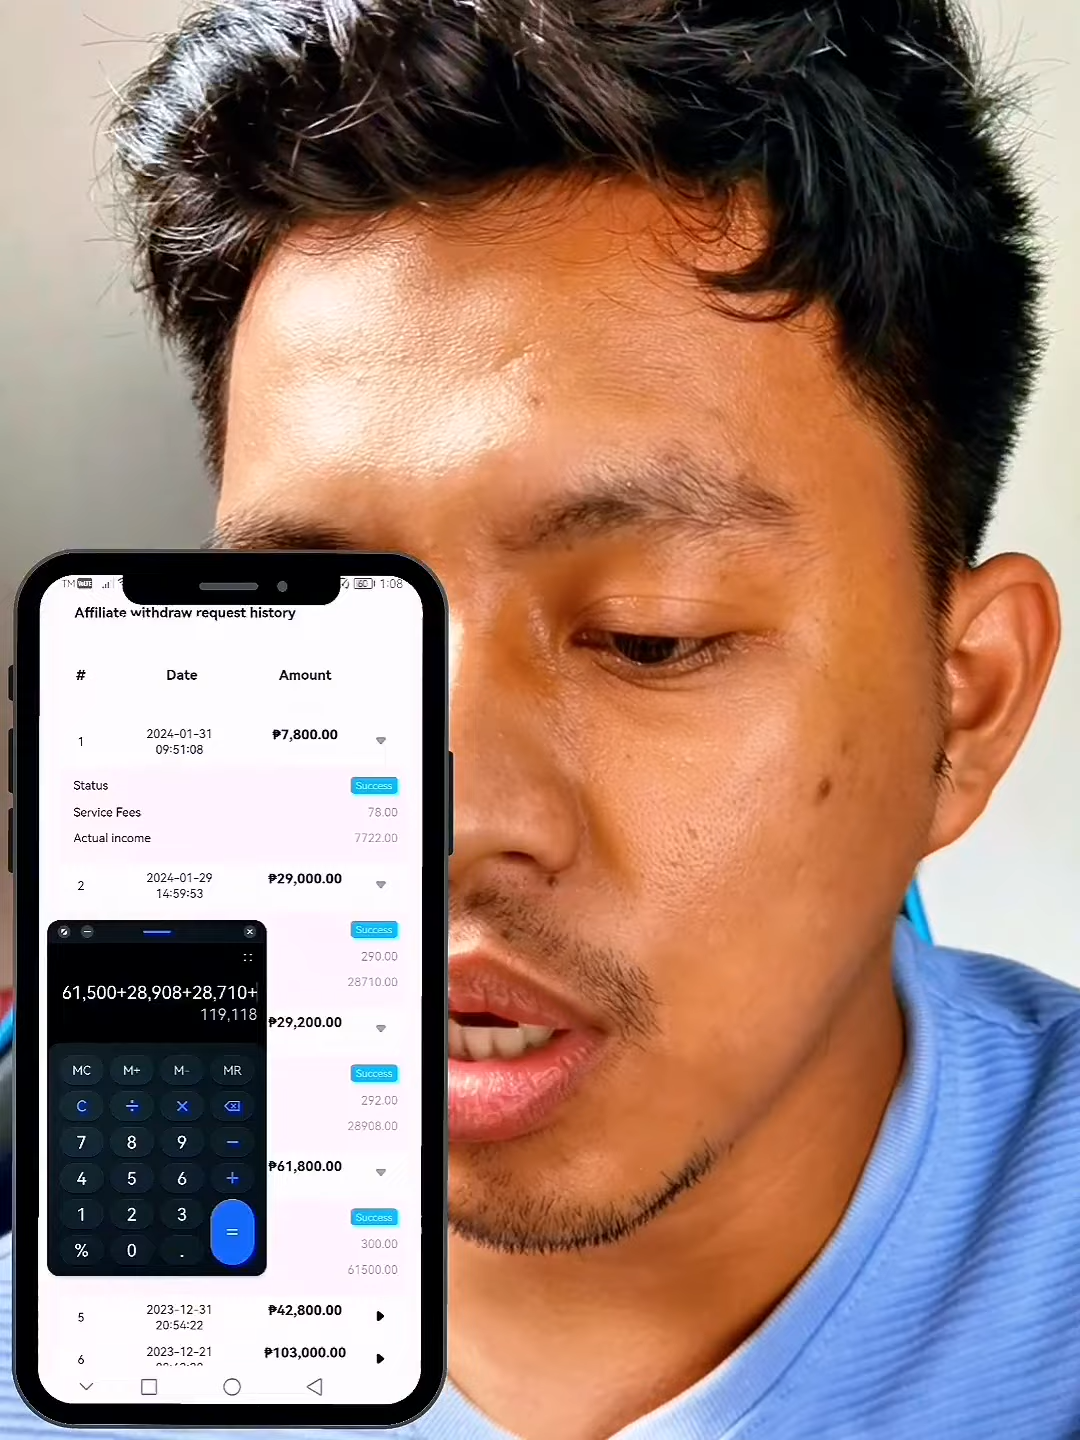 TM VoLTE 60 1:08
Affiliate withdraw request history
# Date Amount
1 2024-01-31 09:51:08 ₱7,800.00
Status Success
Service Fees 78.00
Actual income 7722.00
2 2024-01-29 14:59:53 ₱29,000.00
Success
290.00
28710.00
₱29,200.00
Success
292.00
28908.00
₱61,800.00
Success
300.00
61500.00
61,500+28,908+28,710+
119,118
MC M+ M- MR
C ÷ ×
7 8 9 −
4 5 6 +
1 2 3 =
% 0 .
5 2023-12-31 20:54:22 ₱42,800.00
6 2023-12-21 ₱103,000.00